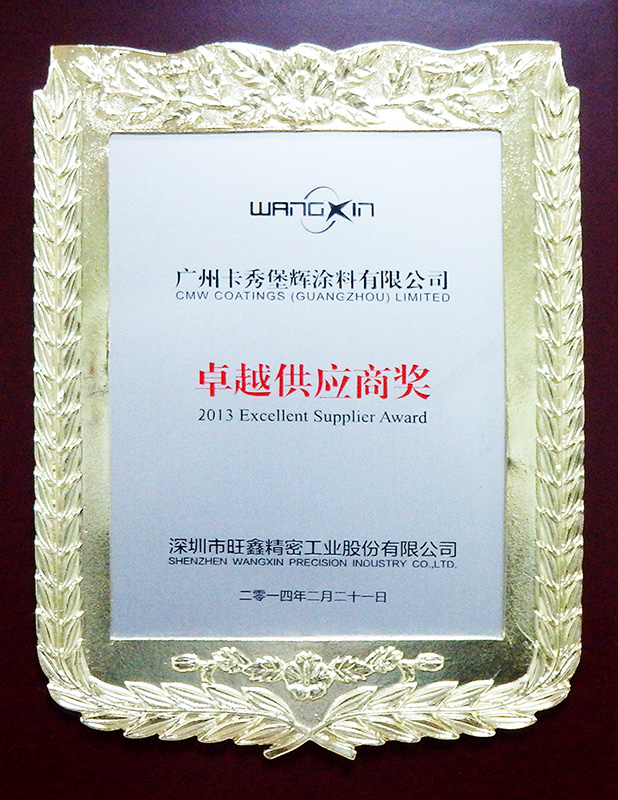 WANGXIN
广州卡秀堡辉涂料有限公司
CMW COATINGS (GUANGZHOU) LIMITED
卓越供应商奖
2013 Excellent Supplier Award
深圳市旺鑫精密工业股份有限公司
SHENZHEN WANGXIN PRECISION INDUSTRY CO.,LTD.
二零一四年二月二十一日